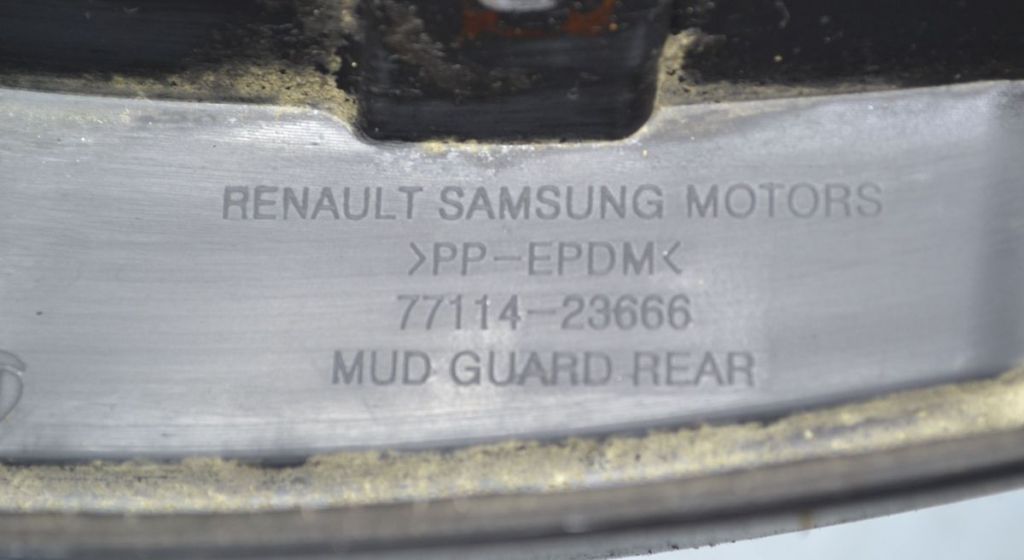 RENAULT SAMSUNG MOTORS
>PP-EPDM<
77114-23666
MUD GUARD REAR